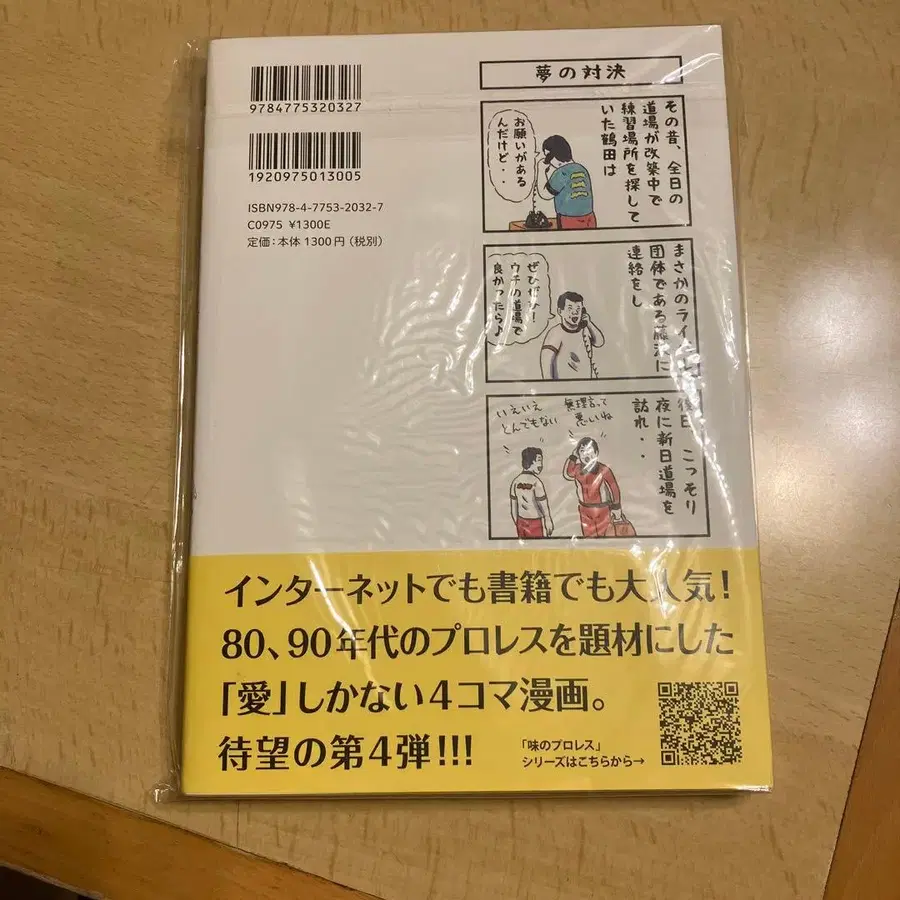 9784775320327
1920975013005
ISBN978-4-7753-2032-7
C0975 ¥1300E
定価：本体1300円（税別）
夢の対決
その昔、全日の
道場が改築中で
練習場所を探して
いた鶴田は
お願いがある
んだけど・・
まさかのライ
団体である藤波に
連絡をし
ぜひぜひ！
ウチの道場で
良かったら♪
後日、こっそり
夜に新日道場を
訪れ・・
無理言って
悪いね
いえいえ
とんでもない
インターネットでも書籍でも大人気！
80、90年代のプロレスを題材にした
「愛」しかない4コマ漫画。
待望の第4弾!!!
「味のプロレス」
シリーズはこちらから→